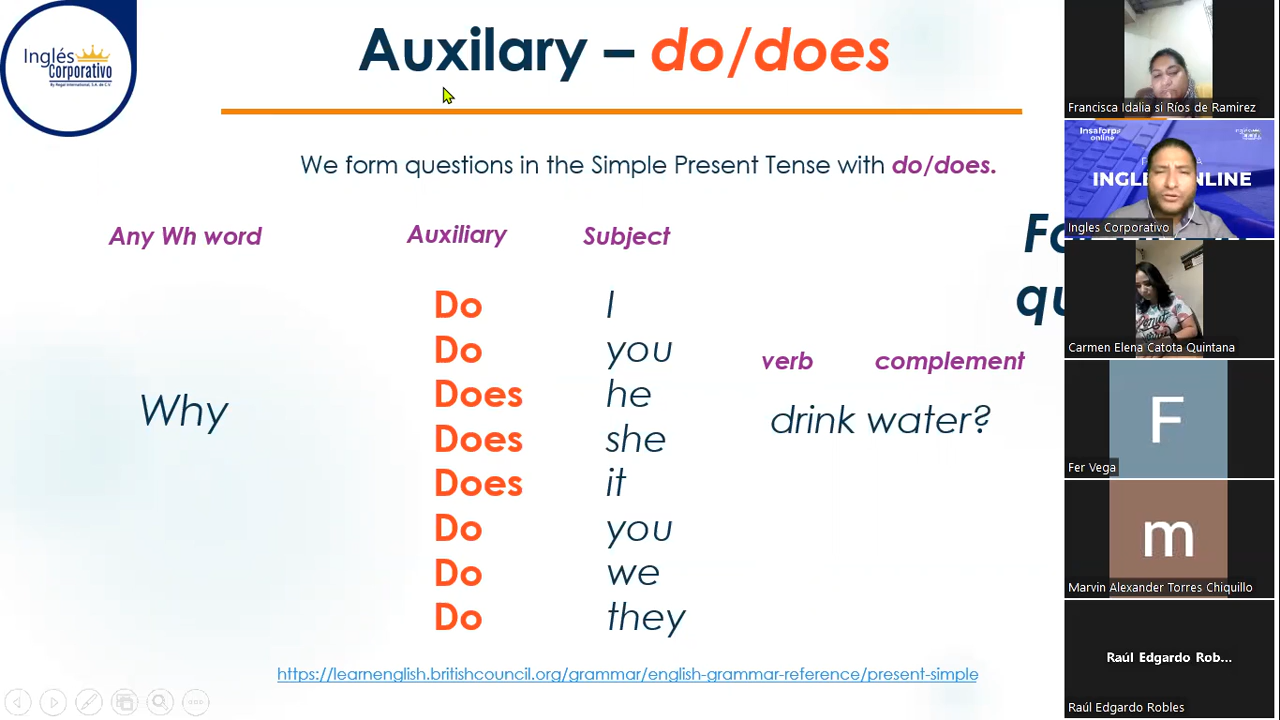 Inglés
Corporativo
By Regal International, S.A. de C.V.
Auxilary – do/does
We form questions in the Simple Present Tense with do/does.
Any Wh word
Auxiliary
Subject
Do I
Do you
Does he
Does she
Does it
Do you
Do we
Do they
Why
verb complement
drink water?
https://learnenglish.britishcouncil.org/grammar/english-grammar-reference/present-simple
Francisca Idalia si Ríos de Ramirez
Insaforp
online
Ingles Corporativo
Carmen Elena Catota Quintana
F
Fer Vega
m
Marvin Alexander Torres Chiquillo
Raúl Edgardo Rob...
Raúl Edgardo Robles